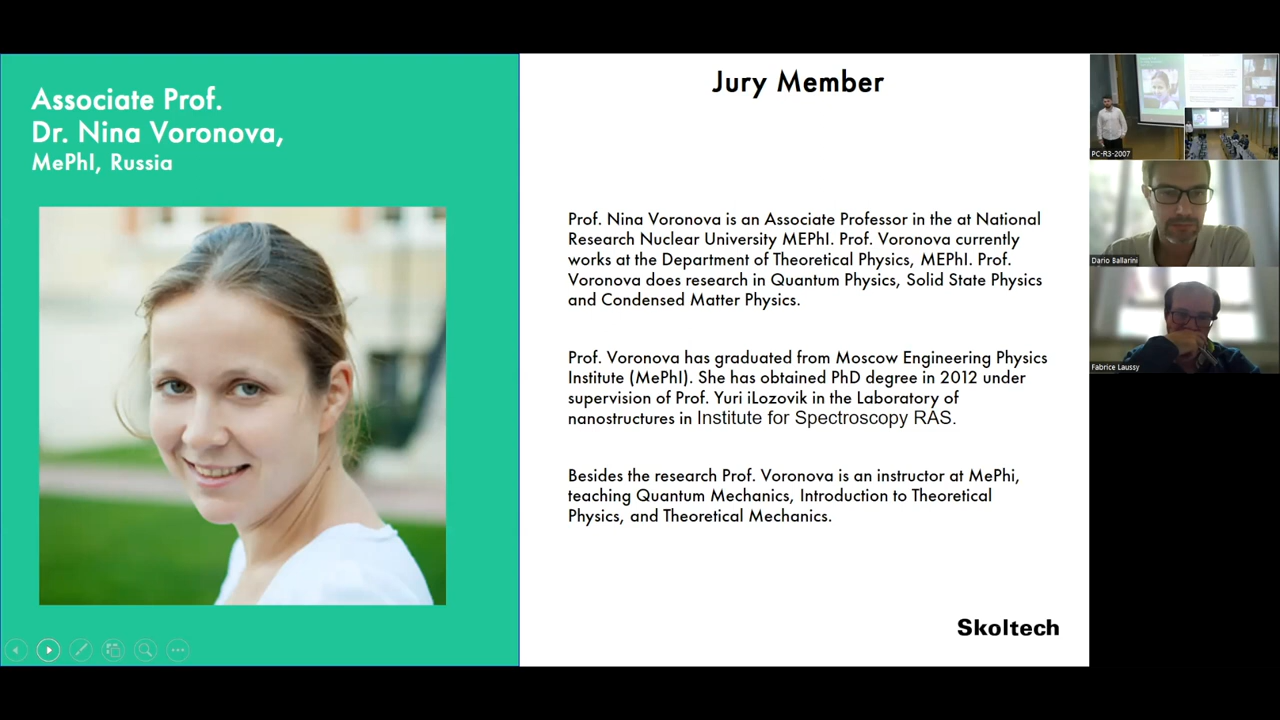 Associate Prof.
Dr. Nina Voronova,
MePhI, Russia
Jury Member
Prof. Nina Voronova is an Associate Professor in the at National
Research Nuclear University MEPhI. Prof. Voronova currently
works at the Department of Theoretical Physics, MEPhI. Prof.
Voronova does research in Quantum Physics, Solid State Physics
and Condensed Matter Physics.
Prof. Voronova has graduated from Moscow Engineering Physics
Institute (MePhI). She has obtained PhD degree in 2012 under
supervision of Prof. Yuri iLozovik in the Laboratory of
nanostructures in Institute for Spectroscopy RAS.
Besides the research Prof. Voronova is an instructor at MePhi,
teaching Quantum Mechanics, Introduction to Theoretical
Physics, and Theoretical Mechanics.
Skoltech
PC-R3-2007
Dario Ballarini
Fabrice Laussy